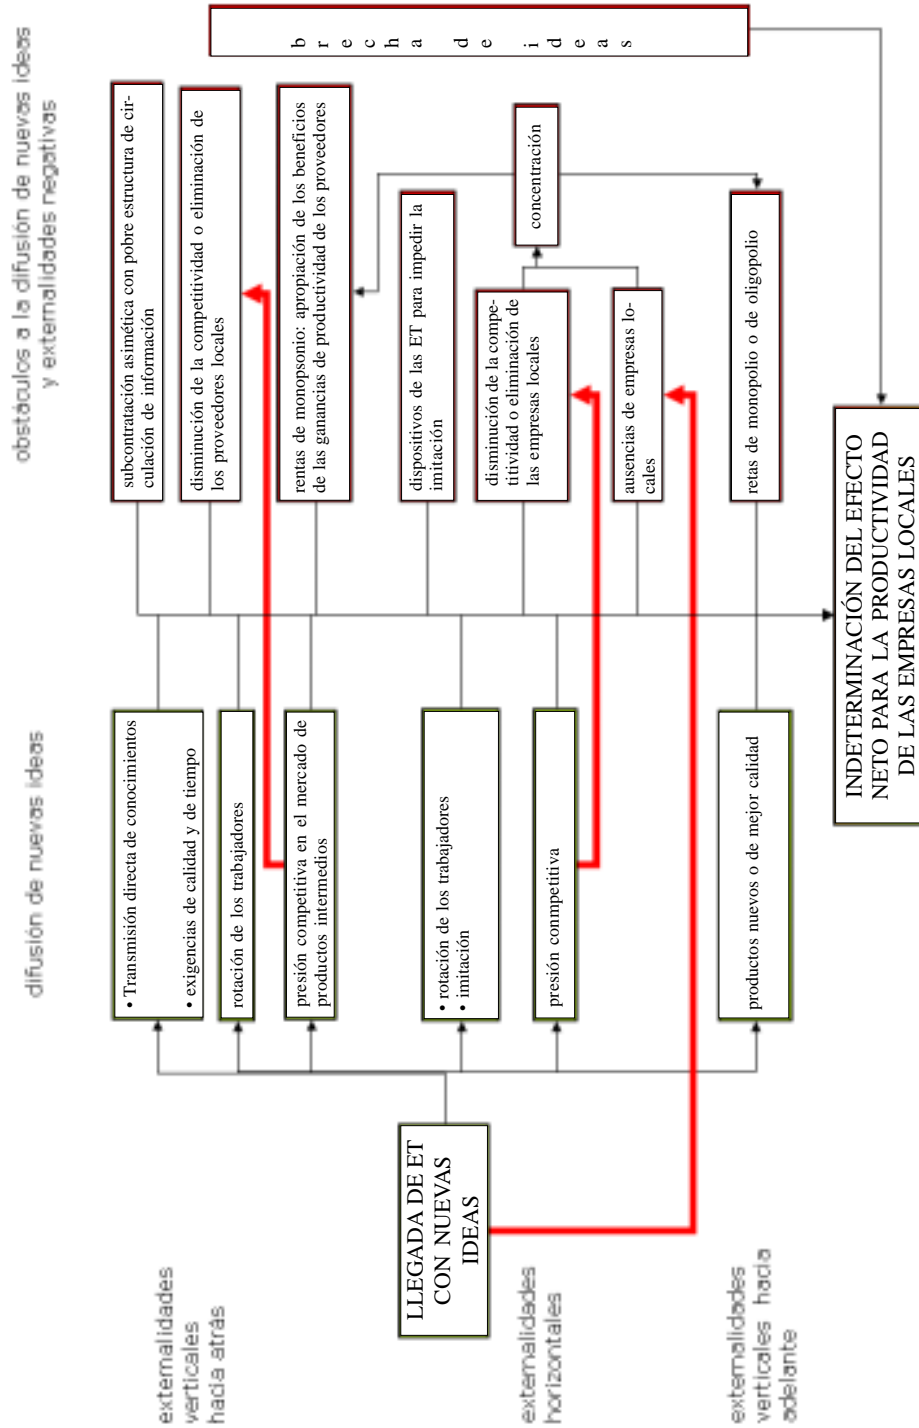 difusión de nuevas ideas
obstáculos a la difusión de nuevas ideas
y externalidades negativas
externalidades
verticales
hacia atrás
• Transmisión directa de conocimientos
• exigencias de calidad y de tiempo
subcontratación asimética con pobre estructura de cir-
culación de información
rotación de los trabajadores
disminución de la competitividad o eliminación de
los proveedores locales
presión competitiva en el mercado de
productos intermedios
rentas de monopsonio: apropiación de los beneficios
de las ganancias de productividad de los proveedores
LLEGADA DE ET
CON NUEVAS
IDEAS
externalidades
horizontales
• rotación de los trabajadores
• imitación
dispositivos de las ET para impedir la
imitación
presión conmpetitiva
disminución de la compe-
titividad o eliminación de
las empresas locales
concentración
ausencias de empresas lo-
cales
externalidades
verticales hacia
adelante
productos nuevos o de mejor calidad
retas de monopolio o de oligopolio
b r e c h a d e i d e a s
INDETERMINACIÓN DEL EFECTO
NETO PARA LA PRODUCTIVIDAD
DE LAS EMPRESAS LOCALES